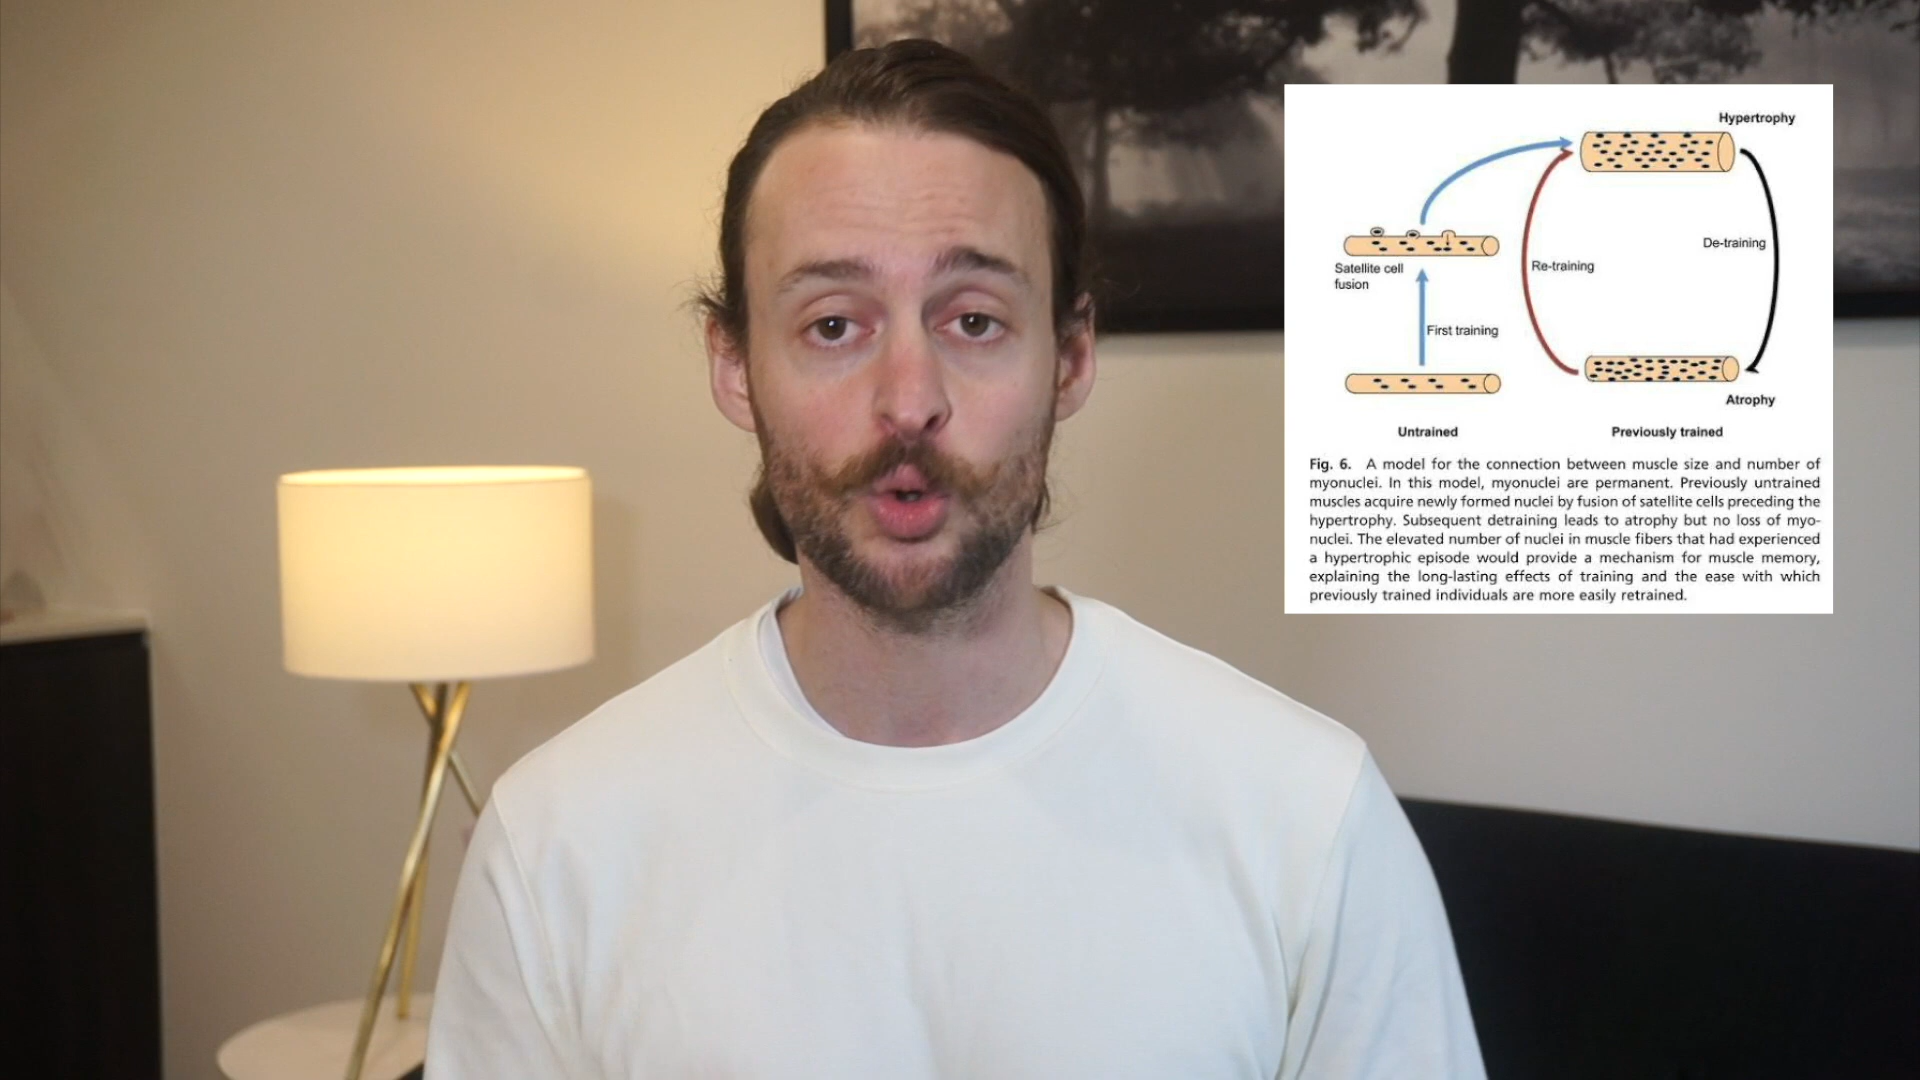 Hypertrophy
De-training
Re-training
Satellite cell
fusion
First training
Atrophy
Untrained
Previously trained
Fig. 6. A model for the connection between muscle size and number of
myonuclei. In this model, myonuclei are permanent. Previously untrained
muscles acquire newly formed nuclei by fusion of satellite cells preceding the
hypertrophy. Subsequent detraining leads to atrophy but no loss of myo-
nuclei. The elevated number of nuclei in muscle fibers that had experienced
a hypertrophic episode would provide a mechanism for muscle memory,
explaining the long-lasting effects of training and the ease with which
previously trained individuals are more easily retrained.